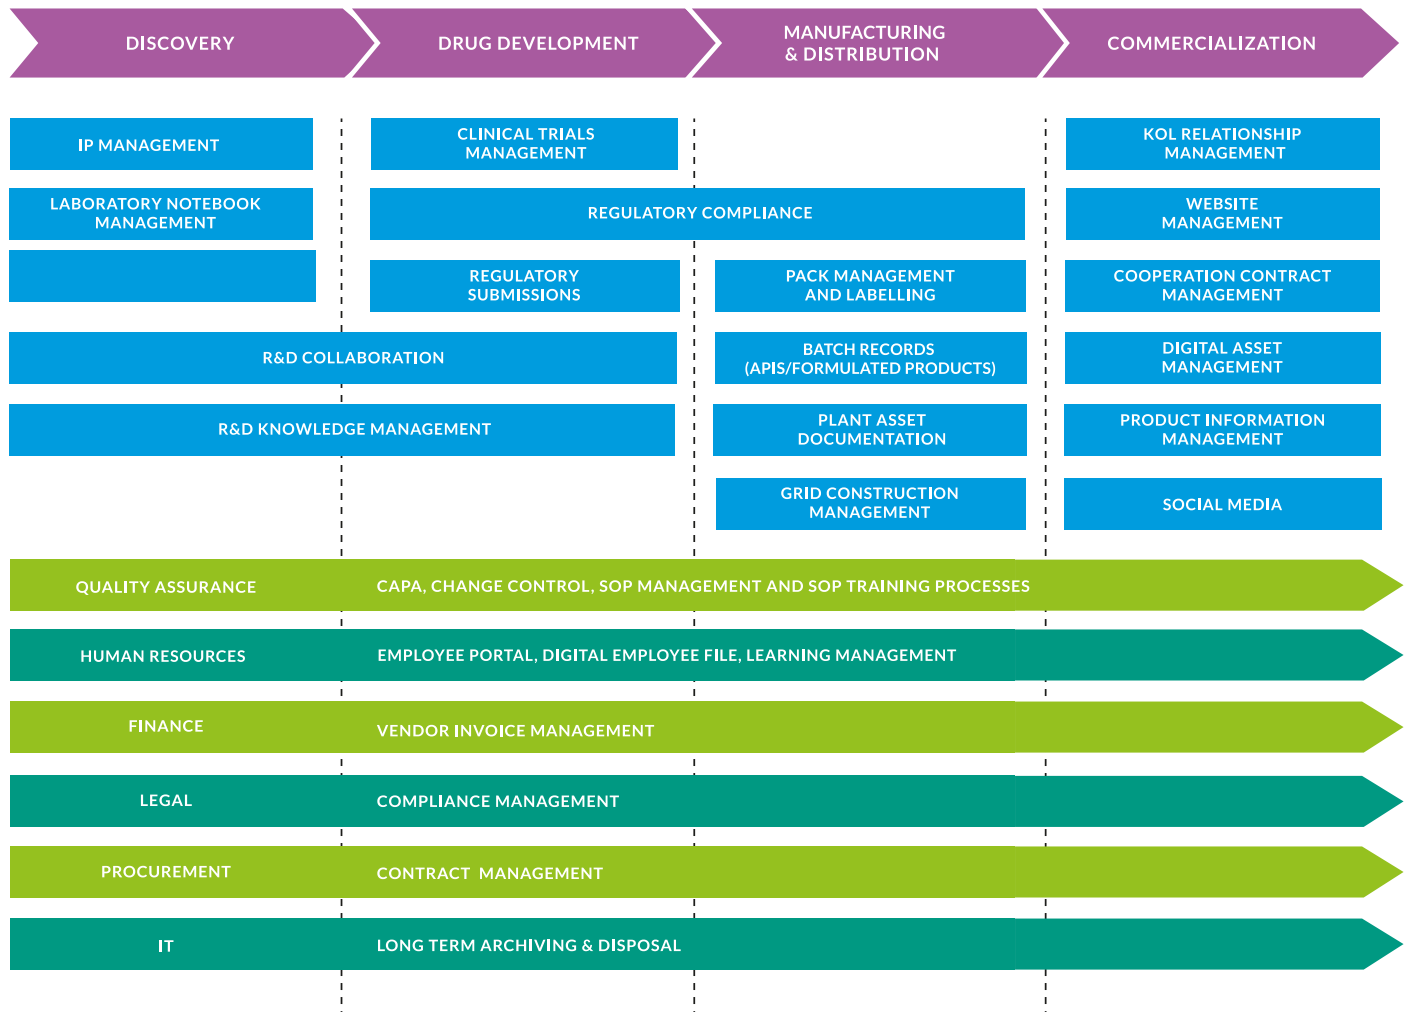 DISCOVERY
DRUG DEVELOPMENT
MANUFACTURING
& DISTRIBUTION
COMMERCIALIZATION
IP MANAGEMENT
CLINICAL TRIALS
MANAGEMENT
KOL RELATIONSHIP
MANAGEMENT
LABORATORY NOTEBOOK
MANAGEMENT
REGULATORY COMPLIANCE
WEBSITE
MANAGEMENT
REGULATORY
SUBMISSIONS
PACK MANAGEMENT
AND LABELLING
COOPERATION CONTRACT
MANAGEMENT
R&D COLLABORATION
BATCH RECORDS
(APIS/FORMULATED PRODUCTS)
DIGITAL ASSET
MANAGEMENT
R&D KNOWLEDGE MANAGEMENT
PLANT ASSET
DOCUMENTATION
PRODUCT INFORMATION
MANAGEMENT
GRID CONSTRUCTION
MANAGEMENT
SOCIAL MEDIA
QUALITY ASSURANCE
CAPA, CHANGE CONTROL, SOP MANAGEMENT AND SOP TRAINING PROCESSES
HUMAN RESOURCES
EMPLOYEE PORTAL, DIGITAL EMPLOYEE FILE, LEARNING MANAGEMENT
FINANCE
VENDOR INVOICE MANAGEMENT
LEGAL
COMPLIANCE MANAGEMENT
PROCUREMENT
CONTRACT MANAGEMENT
IT
LONG TERM ARCHIVING & DISPOSAL